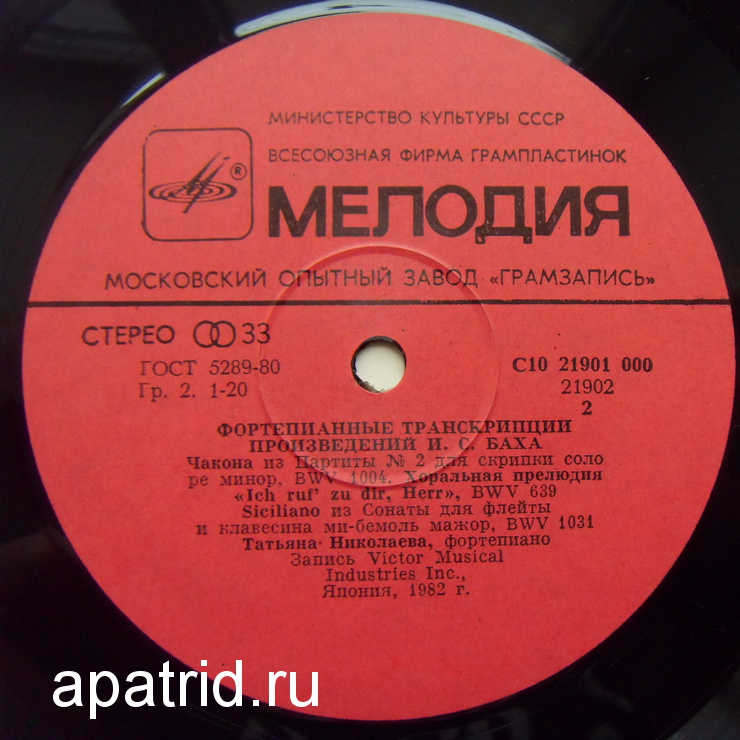 МИНИСТЕРСТВО КУЛЬТУРЫ СССР
ВСЕСОЮЗНАЯ ФИРМА ГРАМПЛАСТИНОК
®
МЕЛОДИЯ
МОСКОВСКИЙ ОПЫТНЫЙ ЗАВОД «ГРАМЗАПИСЬ»
СТЕРЕО 33
ГОСТ 5289-80
Гр. 2. 1-20
С10 21901 000
21902
2
ФОРТЕПИАННЫЕ ТРАНСКРИПЦИИ
ПРОИЗВЕДЕНИЙ И. С. БАХА
Чакона из Партиты № 2 для скрипки соло
ре минор, BWV 1004. Хоральная прелюдия
«Ich ruf' zu dir, Herr», BWV 639
Siciliano из Сонаты для флейты
и клавесина ми-бемоль мажор, BWV 1031
Татьяна Николаева, фортепиано
Запись Victor Musical
Industries Inc.,
Япония, 1982 г.
apatrid.ru